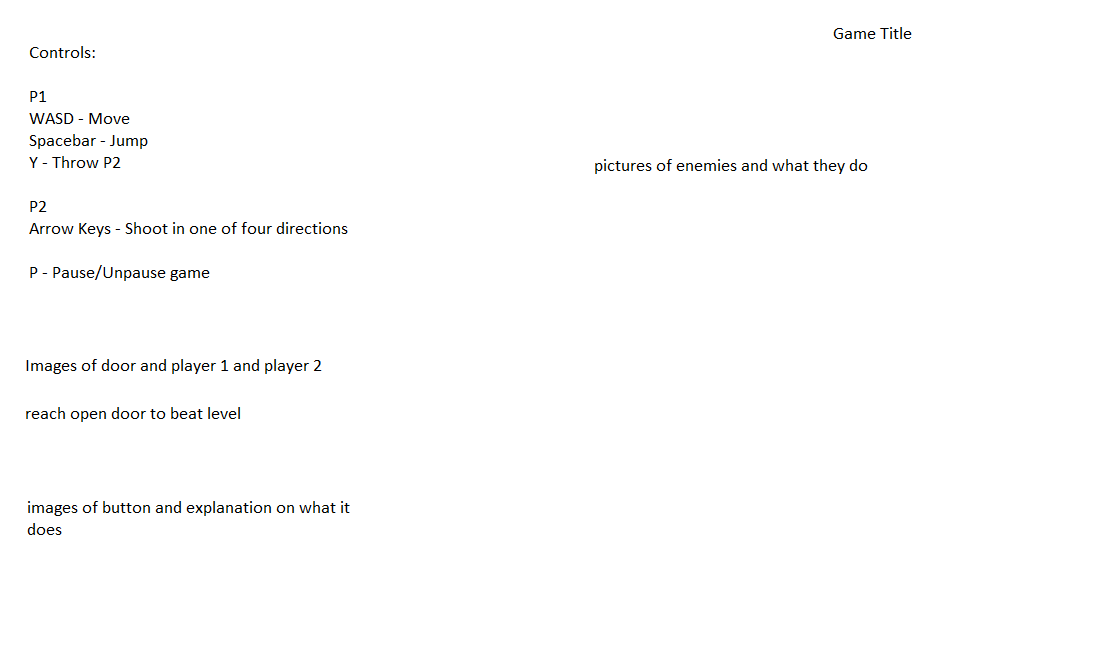 Game Title
Controls:
P1
WASD - Move
Spacebar - Jump
Y - Throw P2
P2
Arrow Keys - Shoot in one of four directions
P - Pause/Unpause game
Images of door and player 1 and player 2
reach open door to beat level
images of button and explanation on what it
does
pictures of enemies and what they do